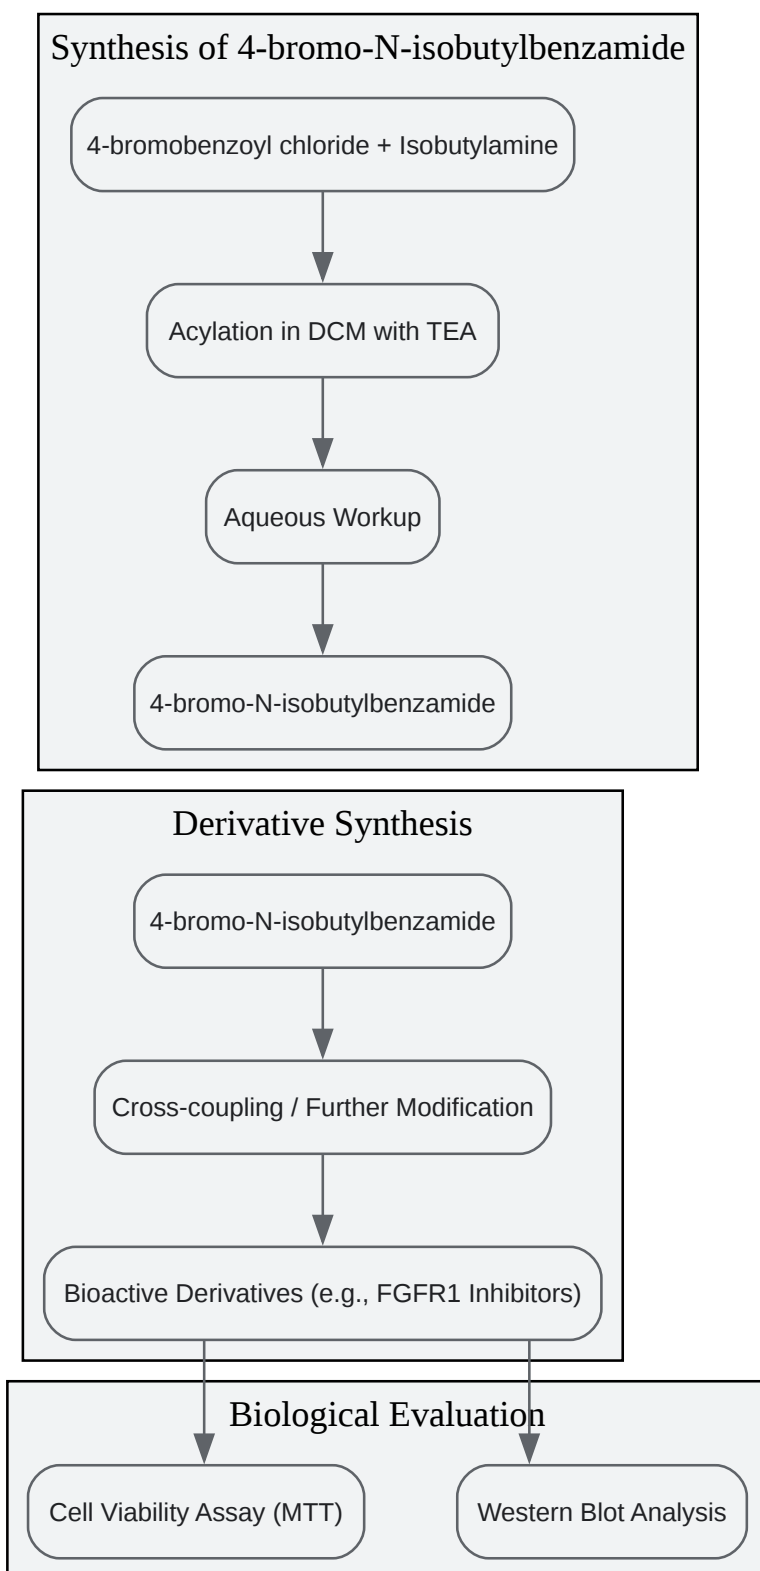 Synthesis of 4-bromo-N-isobutylbenzamide
4-bromobenzoyl chloride + Isobutylamine
Acylation in DCM with TEA
Aqueous Workup
4-bromo-N-isobutylbenzamide
Derivative Synthesis
4-bromo-N-isobutylbenzamide
Cross-coupling / Further Modification
Bioactive Derivatives (e.g., FGFR1 Inhibitors)
Biological Evaluation
Cell Viability Assay (MTT)
Western Blot Analysis